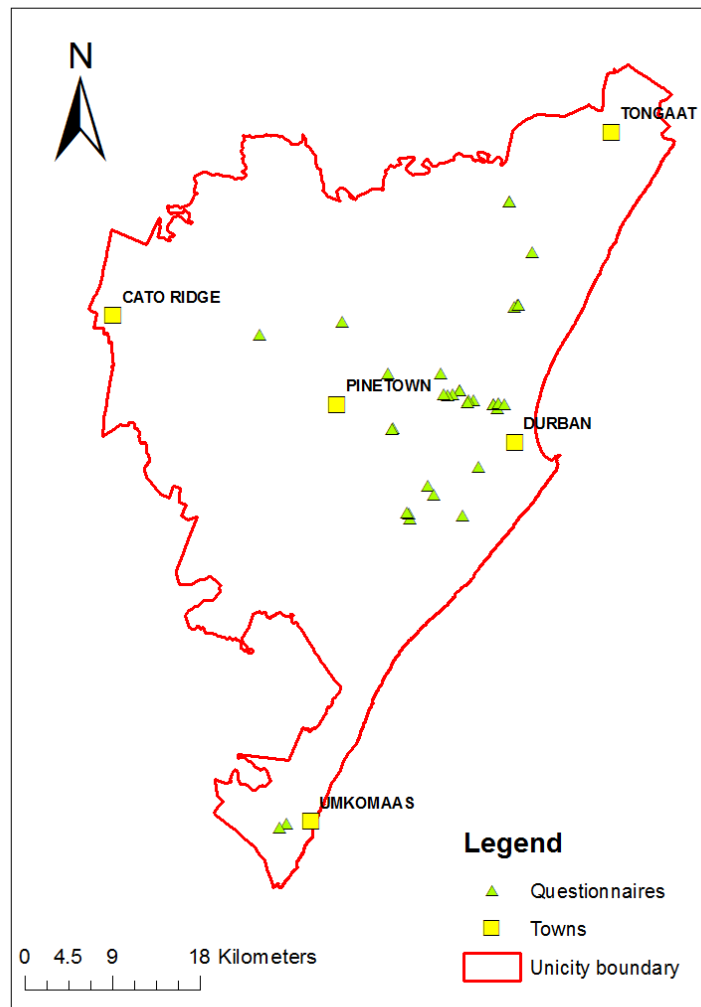 N
TONGAAT
CATO RIDGE
PINETOWN
DURBAN
UMKOMAAS
Legend
Questionnaires
Towns
Unicity boundary
0 4.5 9 18 Kilometers